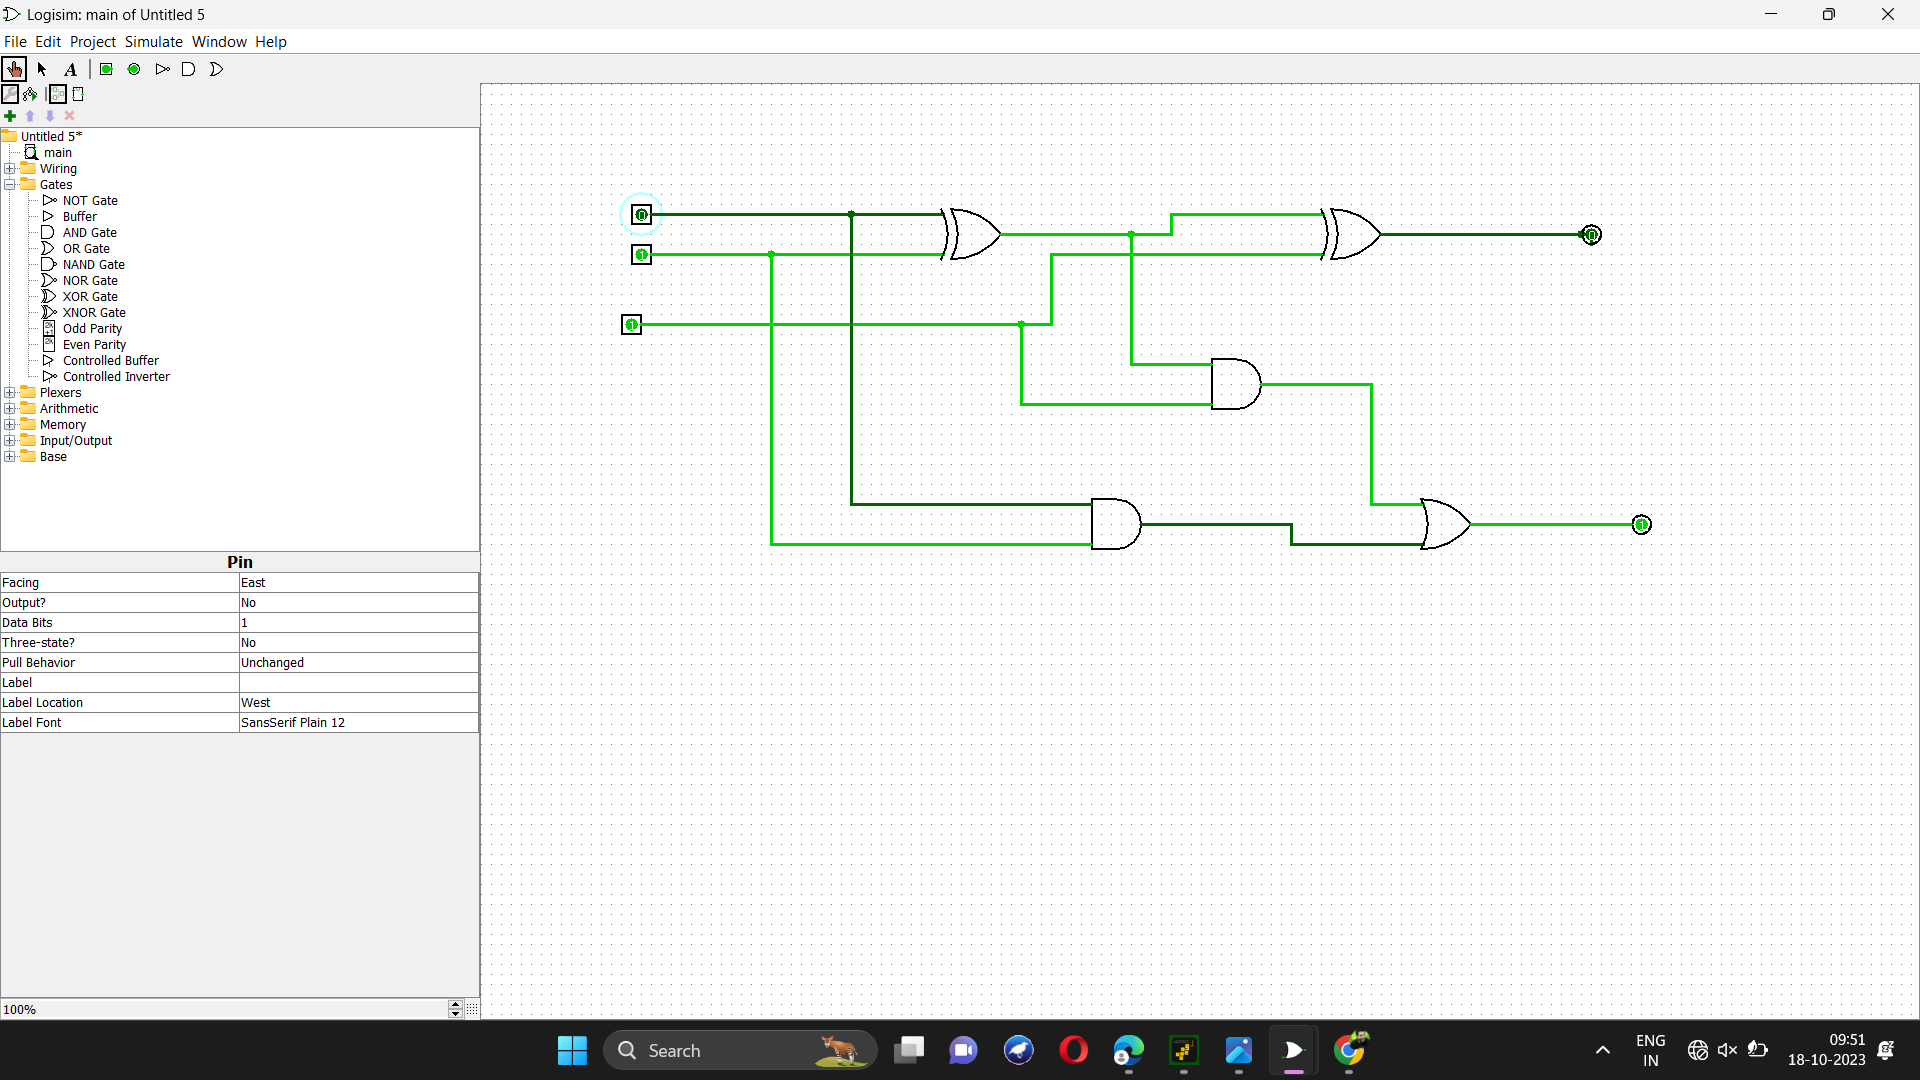 Logisim: main of Untitled 5
File Edit Project Simulate Window Help
A
Untitled 5*
main
Wiring
Gates
NOT Gate
Buffer
AND Gate
OR Gate
NAND Gate
NOR Gate
XOR Gate
XNOR Gate
Odd Parity
Even Parity
Controlled Buffer
Controlled Inverter
Plexers
Arithmetic
Memory
Input/Output
Base
Pin
Facing East
Output? No
Data Bits 1
Three-state? No
Pull Behavior Unchanged
Label
Label Location West
Label Font SansSerif Plain 12
100%
0
1
1
0
1
Search
ENG
IN
09:51
18-10-2023